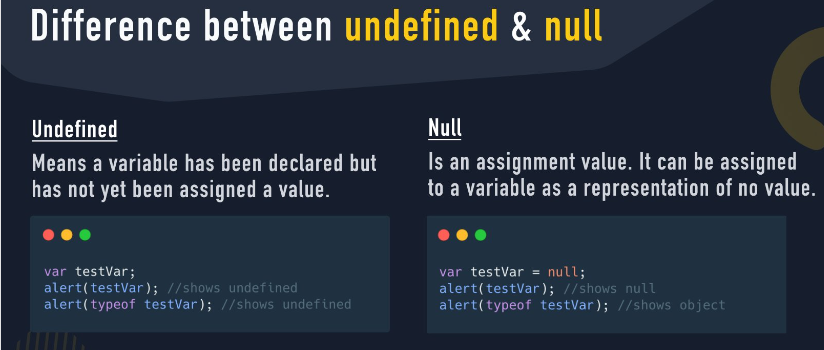 Difference between undefined & null
Undefined
Means a variable has been declared but
has not yet been assigned a value.
var testVar;
alert(testVar); //shows undefined
alert(typeof testVar); //shows undefined
Null
Is an assignment value. It can be assigned
to a variable as a representation of no value.
var testVar = null;
alert(testVar); //shows null
alert(typeof testVar); //shows object